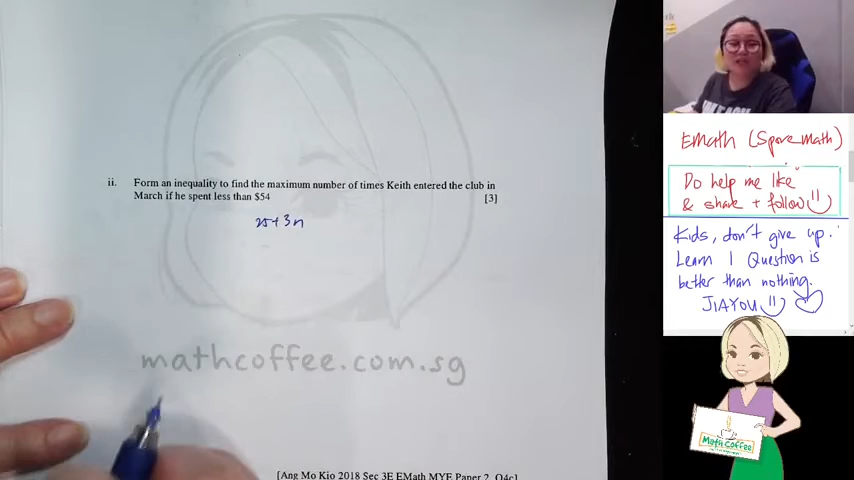 ii. Form an inequality to find the maximum number of times Keith entered the club in
March if he spent less than $54
[3]
25+3n
mathcoffee.com.sg
[Ang Mo Kio 2018 Sec 3E EMath MYE Paper 2 Q4c]
EMath (Spore Math)
Do help me like
& share + follow
Kids, don't give up.
Learn 1 Question is
better than nothing.
JIAYOU
Math Coffee